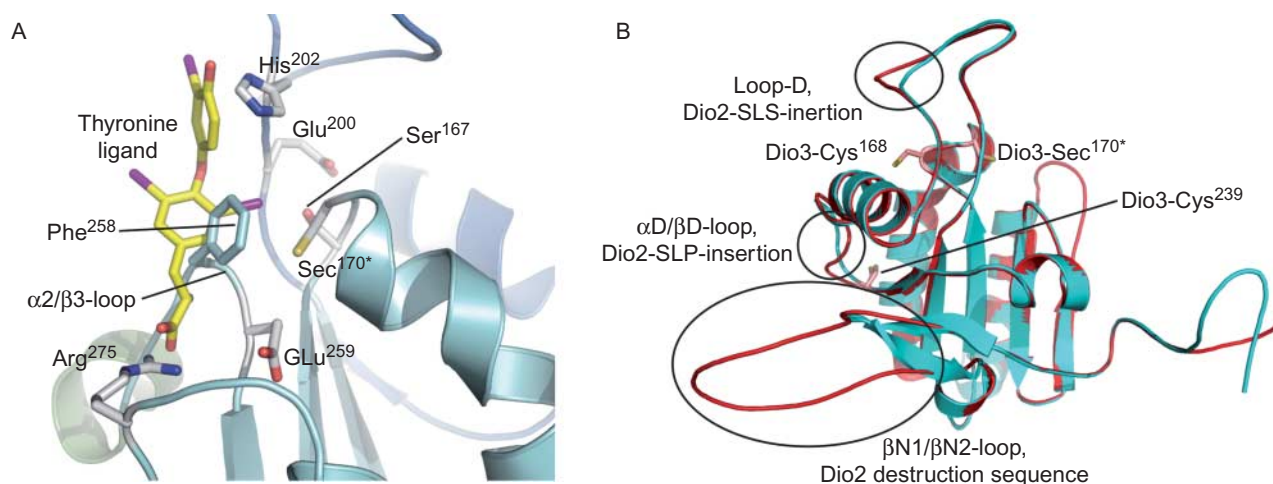 A
His202
Glu200
Ser167
Thyronine
ligand
Phe258
Sec170*
α2/β3-loop
Arg275
GLu259
B
Loop-D,
Dio2-SLS-inertion
Dio3-Cys168
Dio3-Sec170*
Dio3-Cys239
αD/βD-loop,
Dio2-SLP-insertion
βN1/βN2-loop,
Dio2 destruction sequence